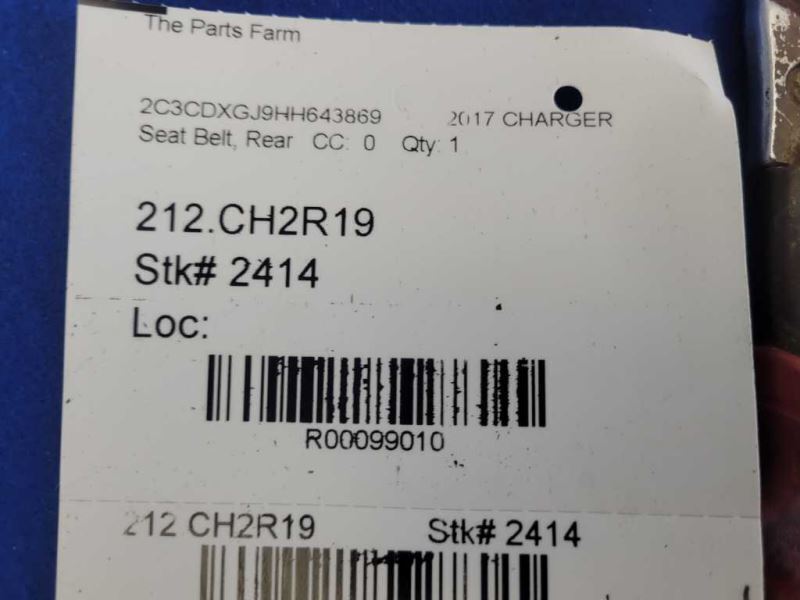 The Parts Farm
2C3CDXGJ9HH643869 2017 CHARGER
Seat Belt, Rear CC: 0 Qty: 1
212.CH2R19
Stk# 2414
Loc:
R00099010
212 CH2R19 Stk# 2414